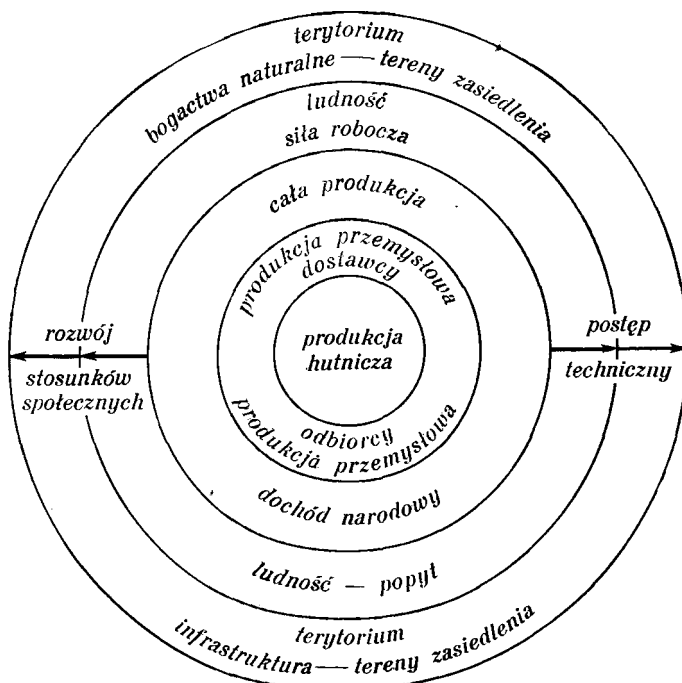 terytorium
bogactwa naturalne — tereny zasiedlenia
ludność
siła robocza
cała produkcja
produkcja przemysłowa
dostawcy
produkcja
hutnicza
rozwój
stosunków
społecznych
postęp
techniczny
odbiorcy
produkcja przemysłowa
dochód narodowy
ludność — popyt
terytorium
infrastruktura — tereny zasiedlenia